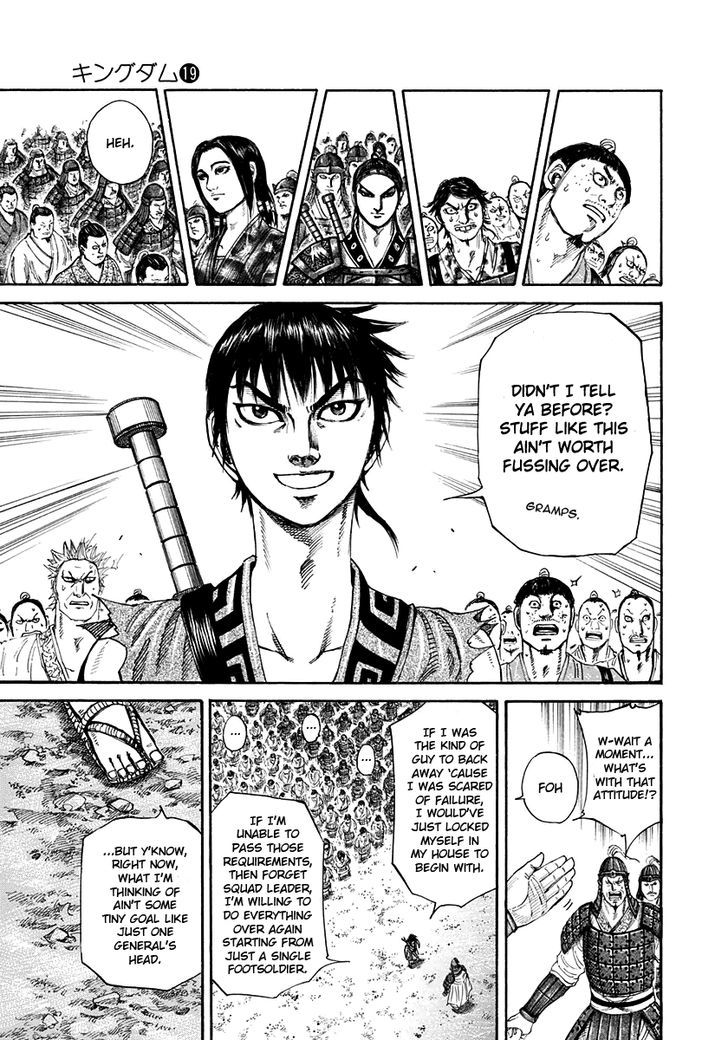 キングダム⓳
W-WAIT A
MOMENT...
WHAT'S
WITH THAT
ATTITUDE!?
HEH.
DIDN'T I TELL
YA BEFORE?
STUFF LIKE THIS
AIN'T WORTH
FUSSING OVER.
GRAMPS.
FOH
IF I WAS
THE KIND OF
GUY TO BACK
AWAY 'CAUSE
I WAS SCARED
OF FAILURE,
I WOULD'VE
JUST LOCKED
MYSELF IN
MY HOUSE TO
BEGIN WITH.
...
...
IF I'M
UNABLE TO
PASS THOSE
REQUIREMENTS,
THEN FORGET
SQUAD LEADER,
I'M WILLING TO
DO EVERYTHING
OVER AGAIN
STARTING FROM
JUST A SINGLE
FOOTSOLDIER.
...BUT Y'KNOW,
RIGHT NOW,
WHAT I'M
THINKING OF
AIN'T SOME
TINY GOAL LIKE
JUST ONE
GENERAL'S
HEAD.